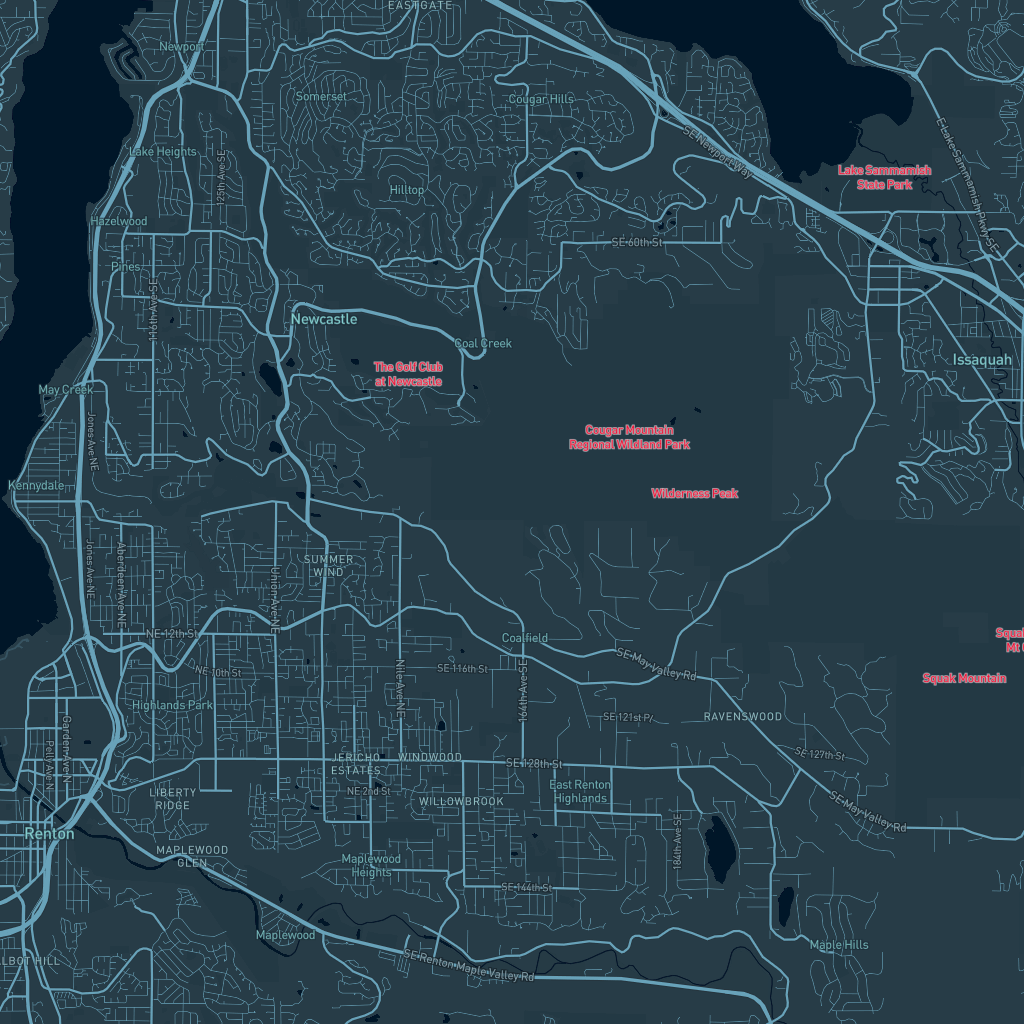 EASTGATE
Newport
Somerset
Cougar Hills
SE Newport Way
E Lake Sammamish Pkwy SE
Lake Heights
125th Ave SE
Lake Sammamish
State Park
Hilltop
Hazelwood
SE 60th St
Pines
116th Ave SE
Newcastle
Coal Creek
Issaquah
The Golf Club
at Newcastle
May Creek
Jones Ave NE
Cougar Mountain
Regional Wildland Park
Kennydale
Wilderness Peak
Jones Ave NE
Aberdeen Ave NE
Union Ave NE
SUMMER
WIND
NE 12th St
Coalfield
SE May Valley Rd
NE 10th St
Nile Ave NE
SE 116th St
164th Ave SE
Squak Mountain
Highlands Park
Garden Ave N
Pelly Ave N
SE 121st Pl
RAVENSWOOD
SE 127th St
JERICHO
ESTATES
WINDWOOD
SE 128th St
NE 2nd St
LIBERTY
RIDGE
WILLOWBROOK
East Renton
Highlands
SE May Valley Rd
Renton
184th Ave SE
MAPLEWOOD
GLEN
Maplewood
Heights
SE 144th St
Maplewood
Maple Hills
SE Renton Maple Valley Rd
LBOT HILL